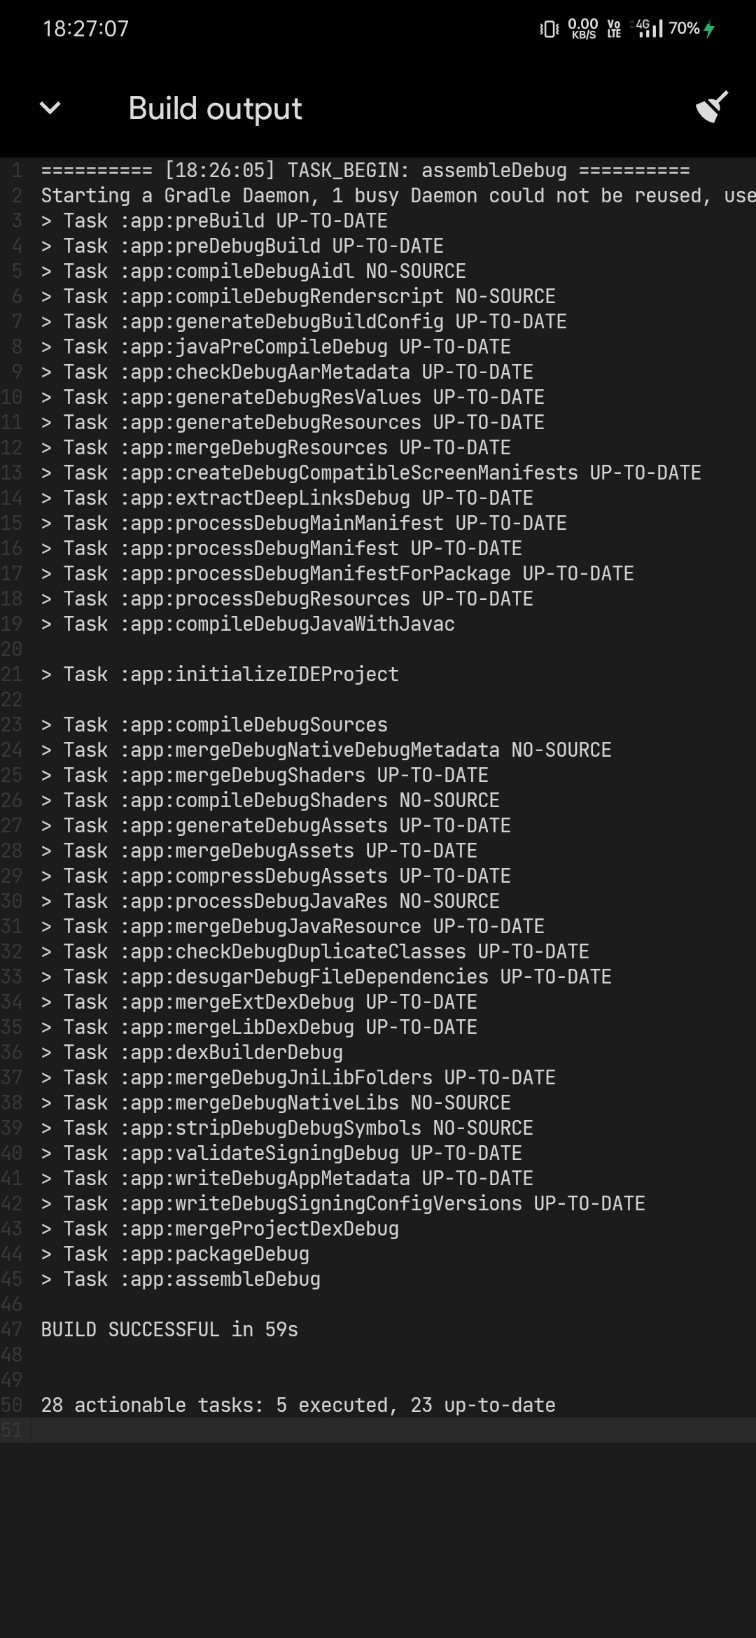 18:27:07
0.00 KB/S Vo LTE 4G 70%
Build output
1 ========== [18:26:05] TASK_BEGIN: assembleDebug ==========
2 Starting a Gradle Daemon, 1 busy Daemon could not be reused, use
3 > Task :app:preBuild UP-TO-DATE
4 > Task :app:preDebugBuild UP-TO-DATE
5 > Task :app:compileDebugAidl NO-SOURCE
6 > Task :app:compileDebugRenderscript NO-SOURCE
7 > Task :app:generateDebugBuildConfig UP-TO-DATE
8 > Task :app:javaPreCompileDebug UP-TO-DATE
9 > Task :app:checkDebugAarMetadata UP-TO-DATE
10 > Task :app:generateDebugResValues UP-TO-DATE
11 > Task :app:generateDebugResources UP-TO-DATE
12 > Task :app:mergeDebugResources UP-TO-DATE
13 > Task :app:createDebugCompatibleScreenManifests UP-TO-DATE
14 > Task :app:extractDeepLinksDebug UP-TO-DATE
15 > Task :app:processDebugMainManifest UP-TO-DATE
16 > Task :app:processDebugManifest UP-TO-DATE
17 > Task :app:processDebugManifestForPackage UP-TO-DATE
18 > Task :app:processDebugResources UP-TO-DATE
19 > Task :app:compileDebugJavaWithJavac
20
21 > Task :app:initializeIDEProject
22
23 > Task :app:compileDebugSources
24 > Task :app:mergeDebugNativeDebugMetadata NO-SOURCE
25 > Task :app:mergeDebugShaders UP-TO-DATE
26 > Task :app:compileDebugShaders NO-SOURCE
27 > Task :app:generateDebugAssets UP-TO-DATE
28 > Task :app:mergeDebugAssets UP-TO-DATE
29 > Task :app:compressDebugAssets UP-TO-DATE
30 > Task :app:processDebugJavaRes NO-SOURCE
31 > Task :app:mergeDebugJavaResource UP-TO-DATE
32 > Task :app:checkDebugDuplicateClasses UP-TO-DATE
33 > Task :app:desugarDebugFileDependencies UP-TO-DATE
34 > Task :app:mergeExtDexDebug UP-TO-DATE
35 > Task :app:mergeLibDexDebug UP-TO-DATE
36 > Task :app:dexBuilderDebug
37 > Task :app:mergeDebugJniLibFolders UP-TO-DATE
38 > Task :app:mergeDebugNativeLibs NO-SOURCE
39 > Task :app:stripDebugDebugSymbols NO-SOURCE
40 > Task :app:validateSigningDebug UP-TO-DATE
41 > Task :app:writeDebugAppMetadata UP-TO-DATE
42 > Task :app:writeDebugSigningConfigVersions UP-TO-DATE
43 > Task :app:mergeProjectDexDebug
44 > Task :app:packageDebug
45 > Task :app:assembleDebug
46
47 BUILD SUCCESSFUL in 59s
48
49
50 28 actionable tasks: 5 executed, 23 up-to-date
51